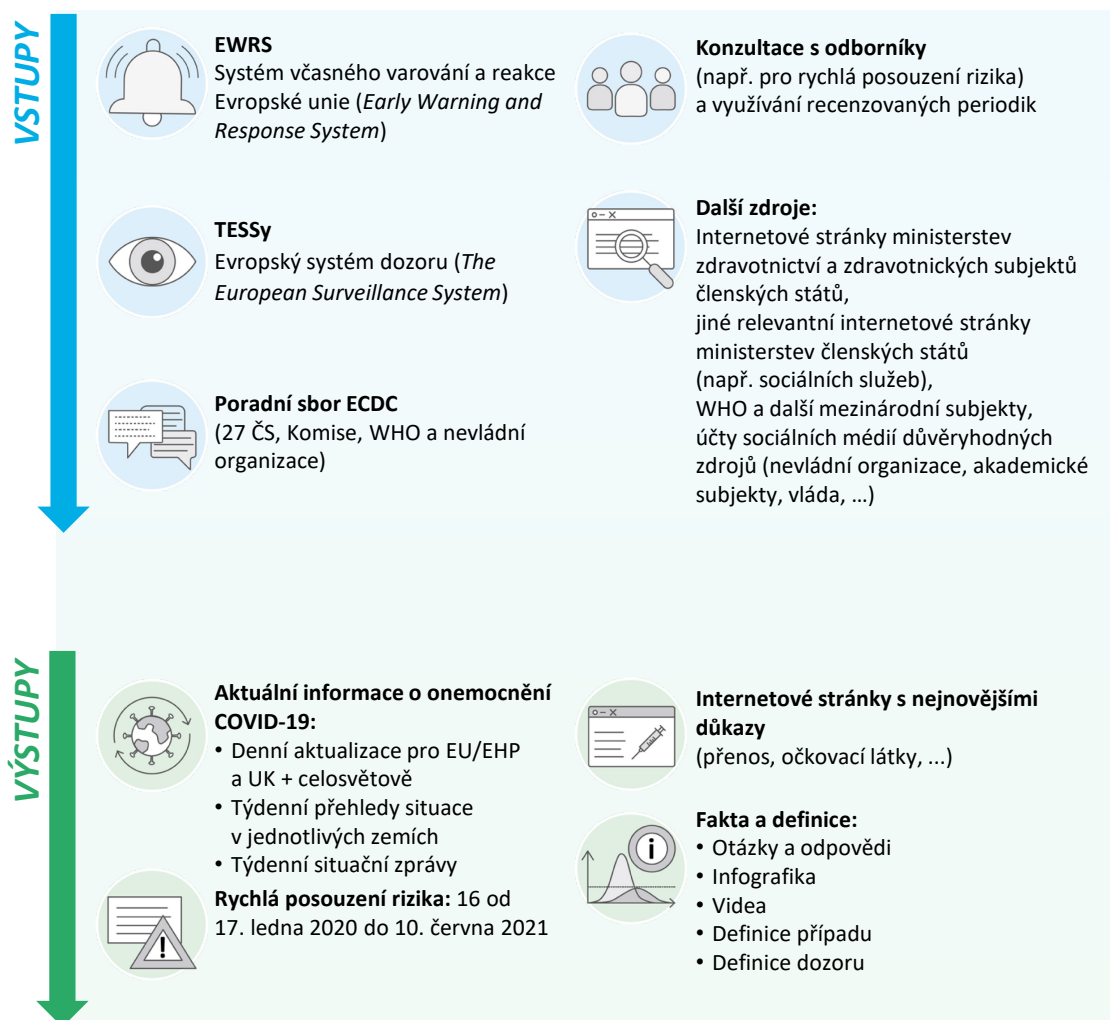 VSTUPY
EWRS
Systém včasného varování a reakce
Evropské unie (Early Warning and
Response System)
TESSy
Evropský systém dozoru (The
European Surveillance System)
Poradní sbor ECDC
(27 ČS, Komise, WHO a nevládní
organizace)
Konzultace s odborníky
(např. pro rychlá posouzení rizika)
a využívání recenzovaných periodik
Další zdroje:
Internetové stránky ministerstev
zdravotnictví a zdravotnických subjektů
členských států,
jiné relevantní internetové stránky
ministerstev členských států
(např. sociálních služeb),
WHO a další mezinárodní subjekty,
účty sociálních médií důvěryhodných
zdrojů (nevládní organizace, akademické
subjekty, vláda, …)
VÝSTUPY
Aktuální informace o onemocnění
COVID-19:
• Denní aktualizace pro EU/EHP
a UK + celosvětově
• Týdenní přehledy situace
v jednotlivých zemích
• Týdenní situační zprávy
Rychlá posouzení rizika: 16 od
17. ledna 2020 do 10. června 2021
Internetové stránky s nejnovějšími
důkazy
(přenos, očkovací látky, ...)
Fakta a definice:
• Otázky a odpovědi
• Infografika
• Videa
• Definice případu
• Definice dozoru